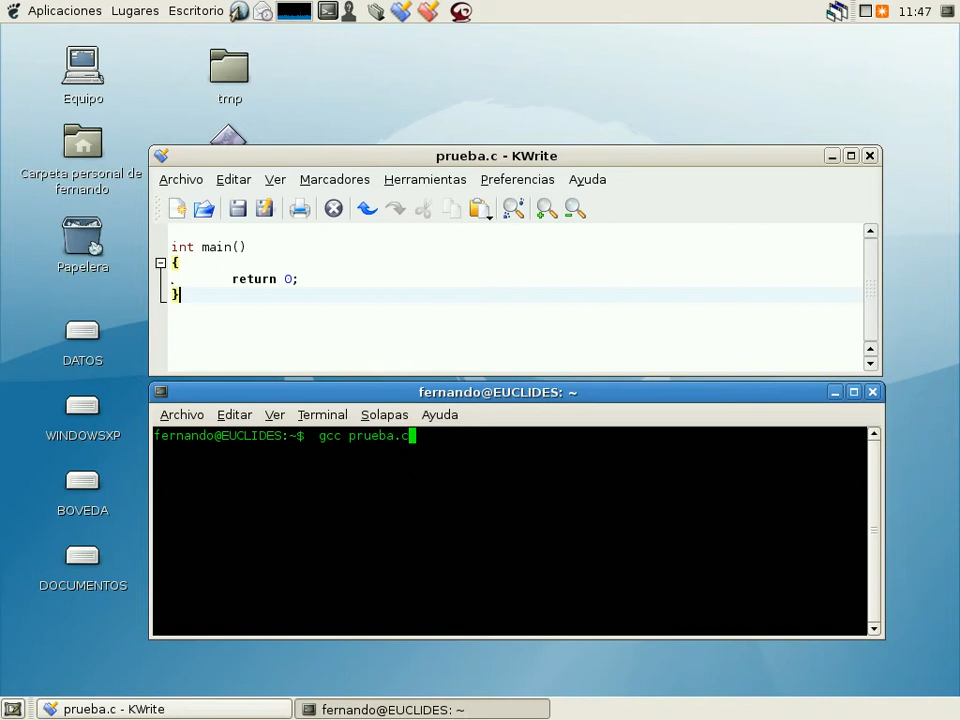 Aplicaciones Lugares Escritorio 11:47
Equipo
tmp
Carpeta personal de
fernando
Papelera
DATOS
WINDOWSXP
BOVEDA
DOCUMENTOS
prueba.c - KWrite
Archivo Editar Ver Marcadores Herramientas Preferencias Ayuda
int main()
{
return 0;
}
fernando@EUCLIDES: ~
Archivo Editar Ver Terminal Solapas Ayuda
fernando@EUCLIDES:~$  gcc prueba.c
prueba.c - KWrite
fernando@EUCLIDES: ~